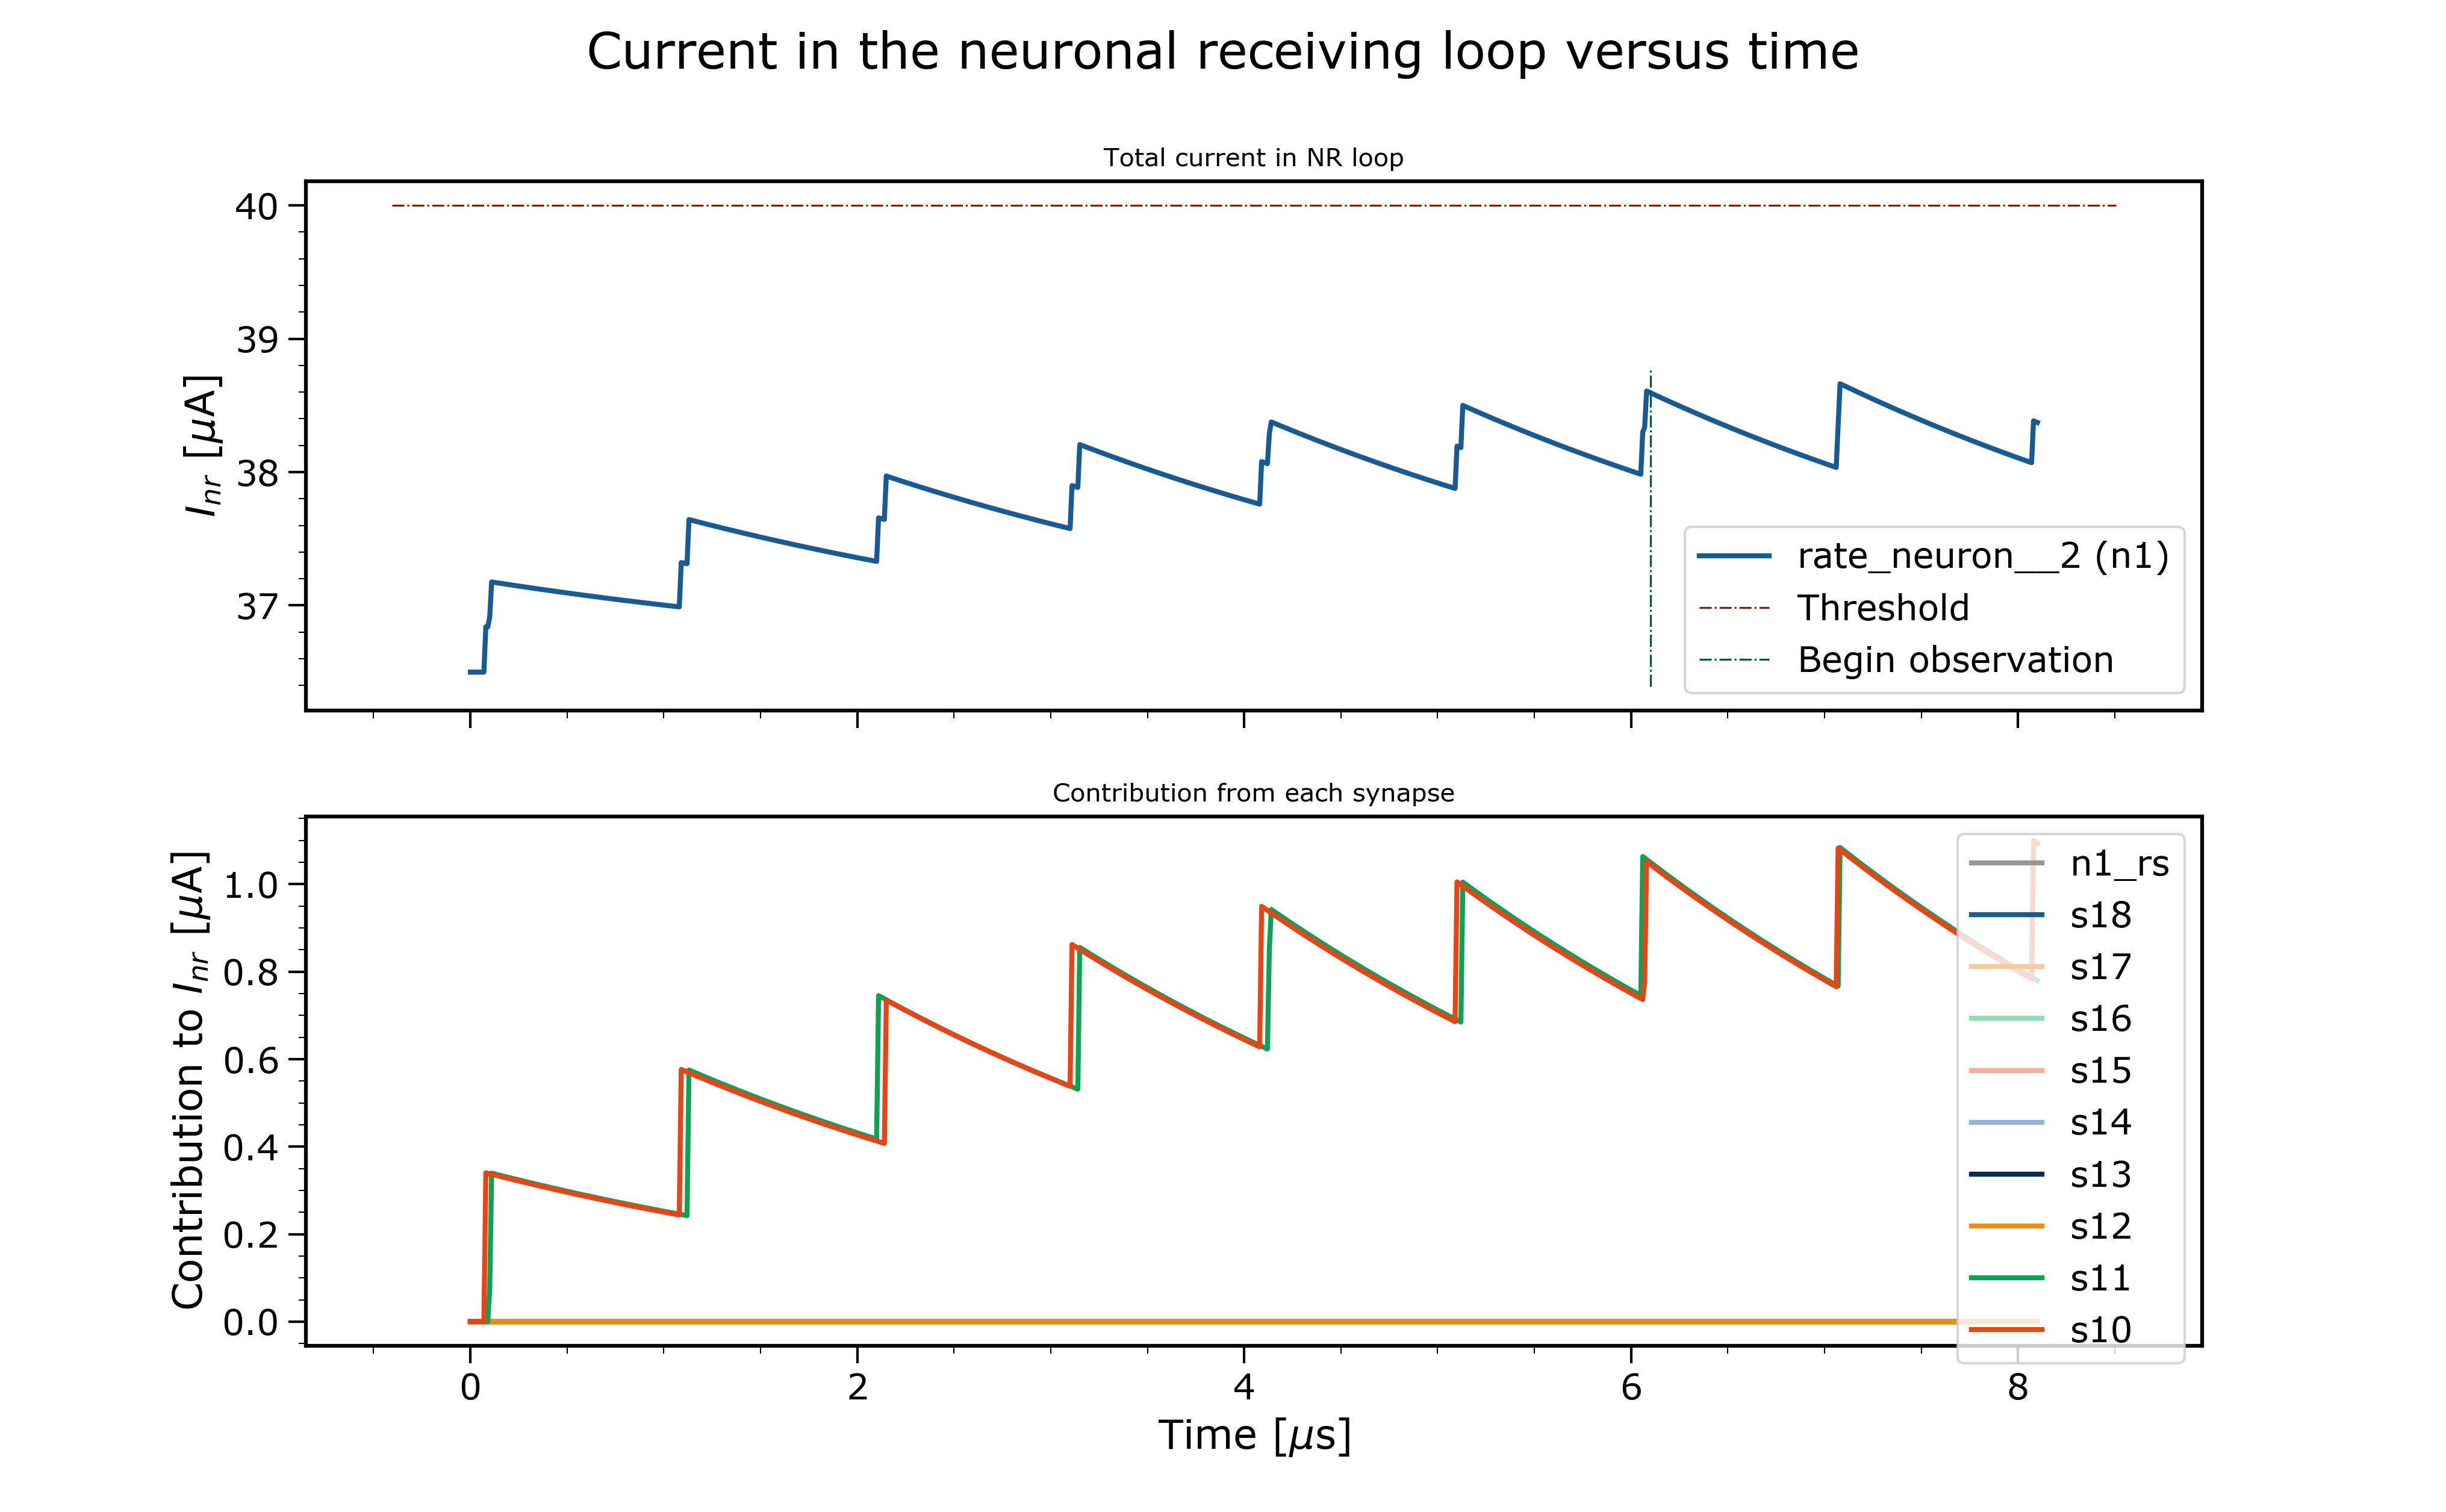 Current in the neuronal receiving loop versus time
Total current in NR loop
40
39
38
37
I_nr [μA]
rate_neuron__2 (n1)
Threshold
Begin observation
Contribution from each synapse
1.0
0.8
0.6
0.4
0.2
0.0
Contribution to I_nr [μA]
n1_rs
s18
s17
s16
s15
s14
s13
s12
s11
s10
0 2 4 6 8
Time [μs]